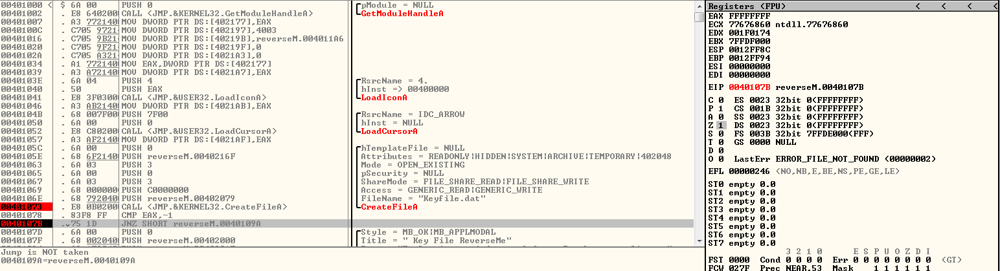 00401000 < $ 6A 00 PUSH 0 pModule = NULL
00401002 . E8 640200 CALL <JMP.&KERNEL32.GetModuleHandleA> GetModuleHandleA
00401007 . A3 772140 MOV DWORD PTR DS:[402177],EAX
0040100C . C705 9721 MOV DWORD PTR DS:[402197],4003
00401016 . C705 9B21 MOV DWORD PTR DS:[40219B],reverseM.004011A6
00401020 . C705 9F21 MOV DWORD PTR DS:[40219F],0
0040102A . C705 A321 MOV DWORD PTR DS:[4021A3],0
00401034 . A1 772140 MOV EAX,DWORD PTR DS:[402177]
00401039 . A3 A72140 MOV DWORD PTR DS:[4021A7],EAX
0040103E . 6A 04 PUSH 4 RsrcName = 4.
00401040 . 50 PUSH EAX hInst => 00400000
00401041 . E8 3F0300 CALL <JMP.&USER32.LoadIconA> LoadIconA
00401046 . A3 AB2140 MOV DWORD PTR DS:[4021AB],EAX
0040104B . 68 007F00 PUSH 7F00 RsrcName = IDC_ARROW
00401050 . 6A 00 PUSH 0 hInst = NULL
00401052 . E8 C80200 CALL <JMP.&USER32.LoadCursorA> LoadCursorA
00401057 . A3 AF2140 MOV DWORD PTR DS:[4021AF],EAX
0040105C . 6A 00 PUSH 0 hTemplateFile = NULL
0040105E . 68 6F2140 PUSH reverseM.0040216F Attributes = READONLY|HIDDEN|SYSTEM|ARCHIVE|TEMPORARY|402048
00401063 . 6A 03 PUSH 3 Mode = OPEN_EXISTING
00401065 . 6A 00 PUSH 0 pSecurity = NULL
00401067 . 6A 03 PUSH 3 ShareMode = FILE_SHARE_READ|FILE_SHARE_WRITE
00401069 . 68 000000 PUSH C0000000 Access = GENERIC_READ|GENERIC_WRITE
0040106E . 68 792040 PUSH reverseM.00402079 FileName = "Keyfile.dat"
00401073 . E8 0B0200 CALL <JMP.&KERNEL32.CreateFileA> CreateFileA
00401078 . 83F8 FF CMP EAX,-1
0040107B .⌄75 1D JNZ SHORT reverseM.0040109A
0040107D . 6A 00 PUSH 0 Style = MB_OK|MB_APPLMODAL
0040107F . 68 002040 PUSH reverseM.00402000 Title = " Key File ReverseMe"
Jump is NOT taken
0040109A=reverseM.0040109A
Registers (FPU) < < < <
EAX FFFFFFFF
ECX 77676860 ntdll.77676860
EDX 001F0174
EBX 7FFDF000
ESP 0012FF8C
EBP 0012FF94
ESI 00000000
EDI 00000000
EIP 0040107B reverseM.0040107B
C 0 ES 0023 32bit 0(FFFFFFFF)
P 1 CS 001B 32bit 0(FFFFFFFF)
A 0 SS 0023 32bit 0(FFFFFFFF)
Z 1 DS 0023 32bit 0(FFFFFFFF)
S 0 FS 003B 32bit 7FFDE000(FFF)
T 0 GS 0000 NULL
D 0
O 0 LastErr ERROR_FILE_NOT_FOUND (00000002)
EFL 00000246 (NO,NB,E,BE,NS,PE,GE,LE)
ST0 empty 0.0
ST1 empty 0.0
ST2 empty 0.0
ST3 empty 0.0
ST4 empty 0.0
ST5 empty 0.0
ST6 empty 0.0
ST7 empty 0.0
3 2 1 0 E S P U O Z D I
FST 0000 Cond 0 0 0 0 Err 0 0 0 0 0 0 0 0 (GT)
FCW 027F Prec NEAR,53 Mask 1 1 1 1 1 1